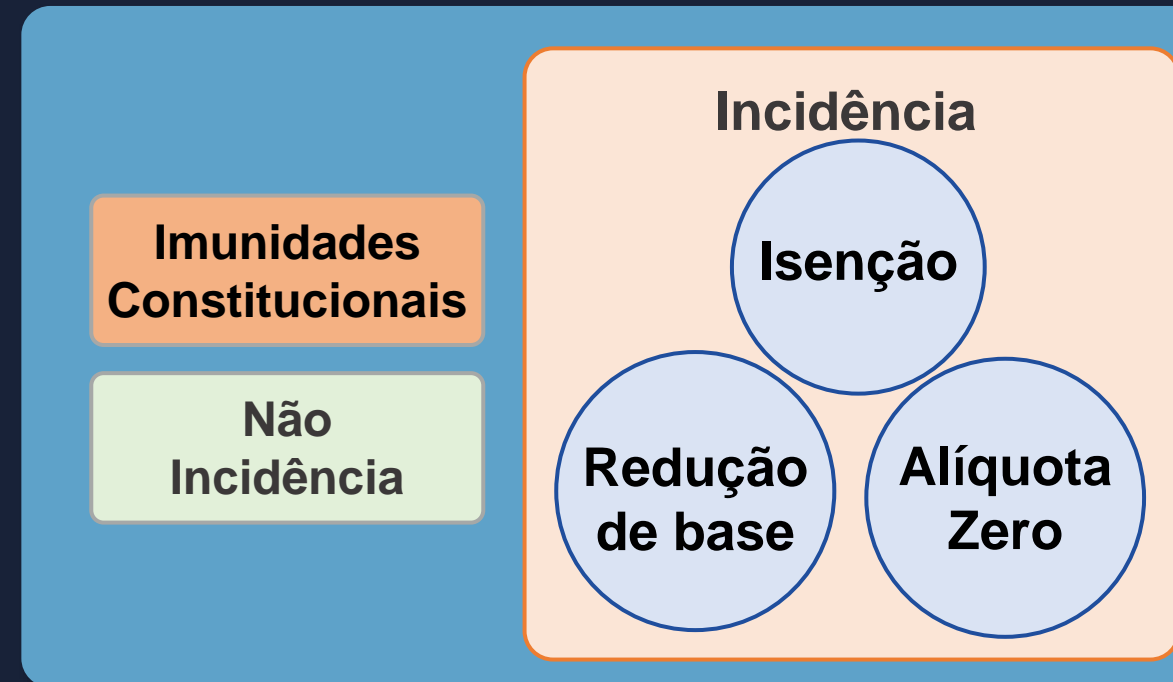 Imunidades
Constitucionais
Não
Incidência
Incidência
Isenção
Redução
de base
Alíquota
Zero